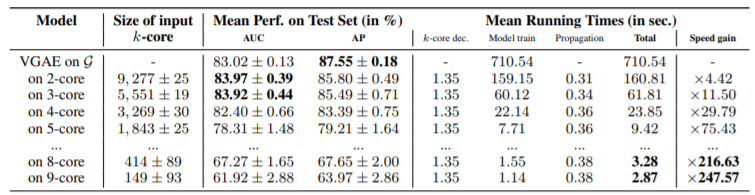 Model Size of input Mean Perf. on Test Set (in %) Mean Running Times (in sec.)
k-core AUC AP k-core dec. Model train Propagation Total Speed gain
VGAE on G - 83.02 ± 0.13 87.55 ± 0.18 - 710.54 - 710.54 -
on 2-core 9,277 ± 25 83.97 ± 0.39 85.80 ± 0.49 1.35 159.15 0.31 160.81 ×4.42
on 3-core 5,551 ± 19 83.92 ± 0.44 85.49 ± 0.71 1.35 60.12 0.34 61.81 ×11.50
on 4-core 3,269 ± 30 82.40 ± 0.66 83.39 ± 0.75 1.35 22.14 0.36 23.85 ×29.79
on 5-core 1,843 ± 25 78.31 ± 1.48 79.21 ± 1.64 1.35 7.71 0.36 9.42 ×75.43
... ... ... ... ... ... ... ... ...
on 8-core 414 ± 89 67.27 ± 1.65 67.65 ± 2.00 1.35 1.55 0.38 3.28 ×216.63
on 9-core 149 ± 93 61.92 ± 2.88 63.97 ± 2.86 1.35 1.14 0.38 2.87 ×247.57